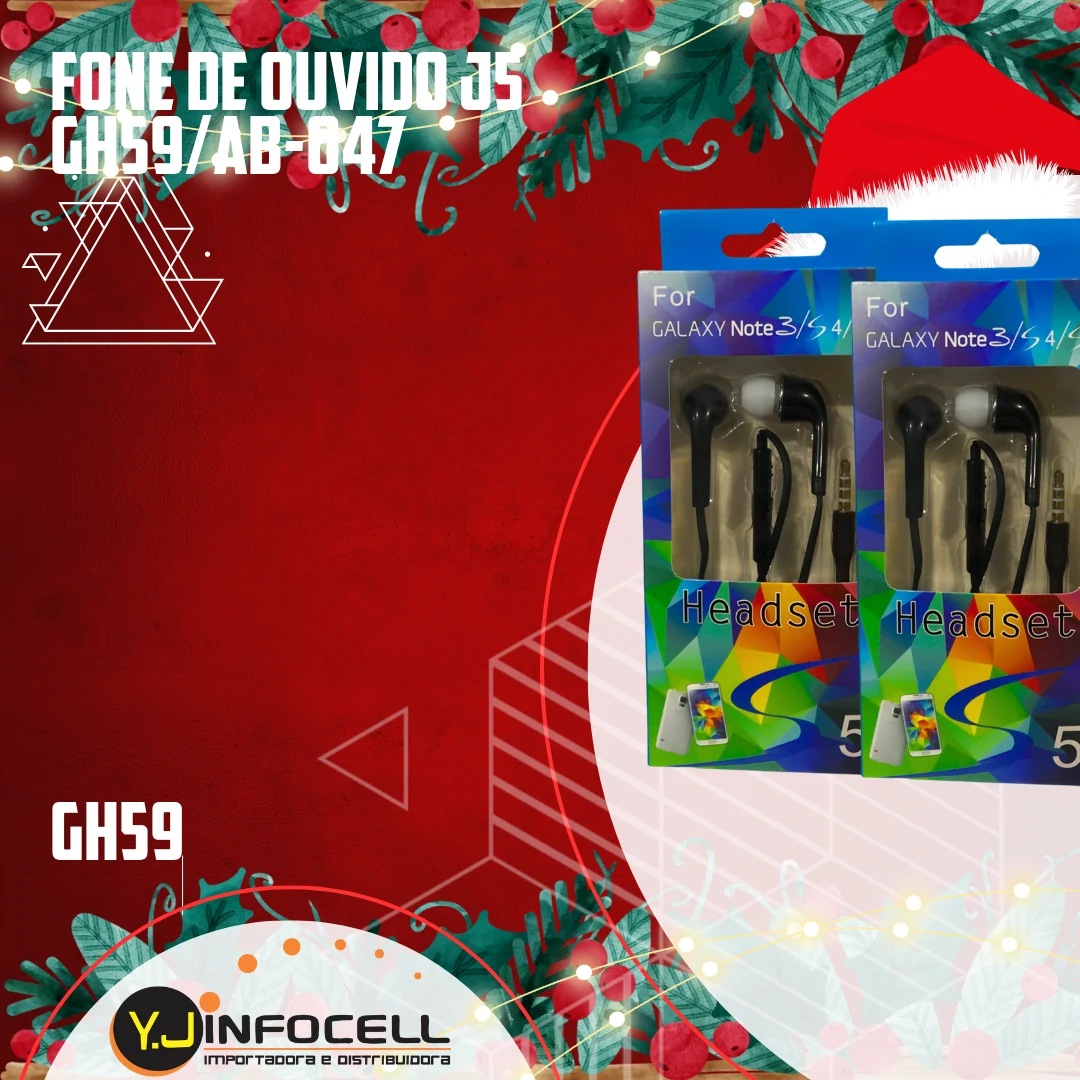 FONE DE OUVIDO J5
GH59/AB-047
For
GALAXY Note3/S4/
Headset
5
For
GALAXY Note3/S4/S
Headset
5
GH59
Y.J INFOCELL
IMPORTADORA E DISTRIBUIDORA